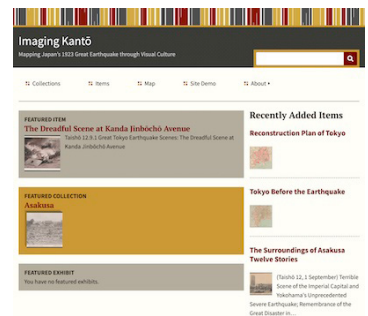 Imaging Kantō
Mapping Japan's 1923 Great Earthquake through Visual Culture
Collections
Items
Map
Site Demo
About
FEATURED ITEM
The Dreadful Scene at Kanda Jinbōchō Avenue
Taishō 12.9.1 Great Tokyo Earthquake Scenes: The Dreadful Scene at
Kanda Jinbōchō Avenue
FEATURED COLLECTION
Asakusa
FEATURED EXHIBIT
You have no featured exhibits.
Recently Added Items
Reconstruction Plan of Tokyo
Tokyo Before the Earthquake
The Surroundings of Asakusa
Twelve Stories
(Taishō 12, 1 September) Terrible
Scene of the Imperial Capital and
Yokohama's Unprecedented
Severe Earthquake; Remembrance of the
Great Disaster in…